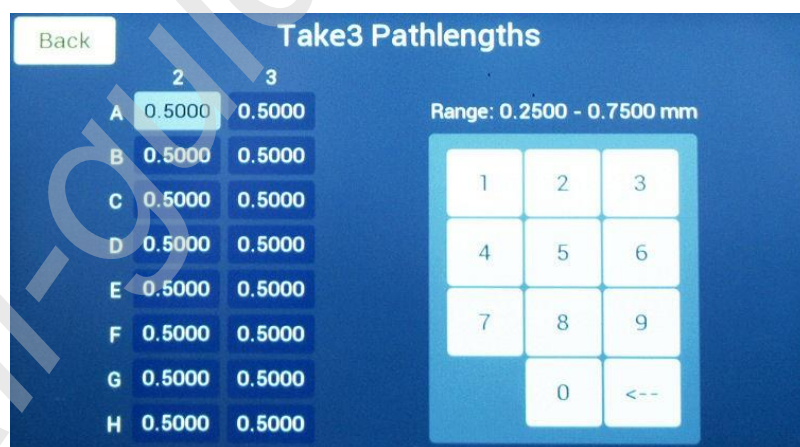 Back
Take3 Pathlengths
2 3
A 0.5000 0.5000
Range: 0.2500 - 0.7500 mm
B 0.5000 0.5000
C 0.5000 0.5000
D 0.5000 0.5000
E 0.5000 0.5000
F 0.5000 0.5000
G 0.5000 0.5000
H 0.5000 0.5000
1 2 3
4 5 6
7 8 9
0 <--